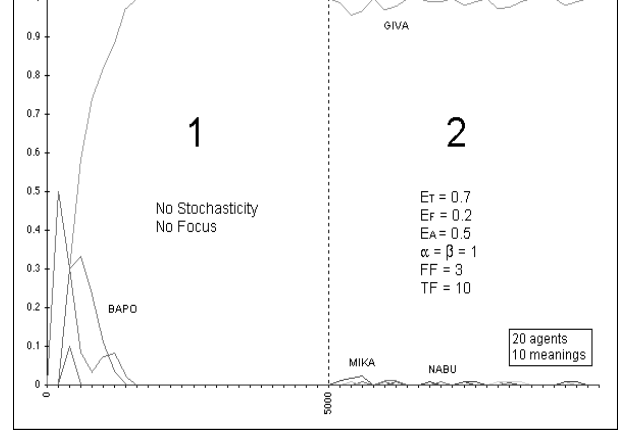 GIVA
0.9
0.8
0.7
0.6
0.5
0.4
0.3
0.2
0.1
0
1
2
No Stochasticity
No Focus
ET = 0.7
EF = 0.2
EA = 0.5
α = β = 1
FF = 3
TF = 10
BAPO
20 agents
10 meanings
MIKA
NABU
0
5000